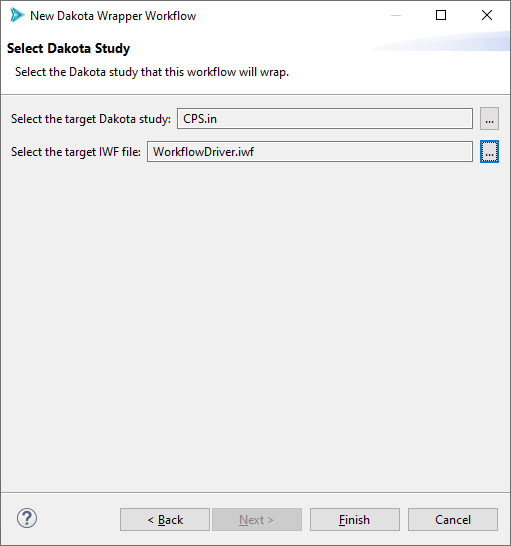 New Dakota Wrapper Workflow
Select Dakota Study
Select the Dakota study that this workflow will wrap.
Select the target Dakota study: CPS.in ...
Select the target IWF file: WorkflowDriver.iwf ...
? < Back Next > Finish Cancel